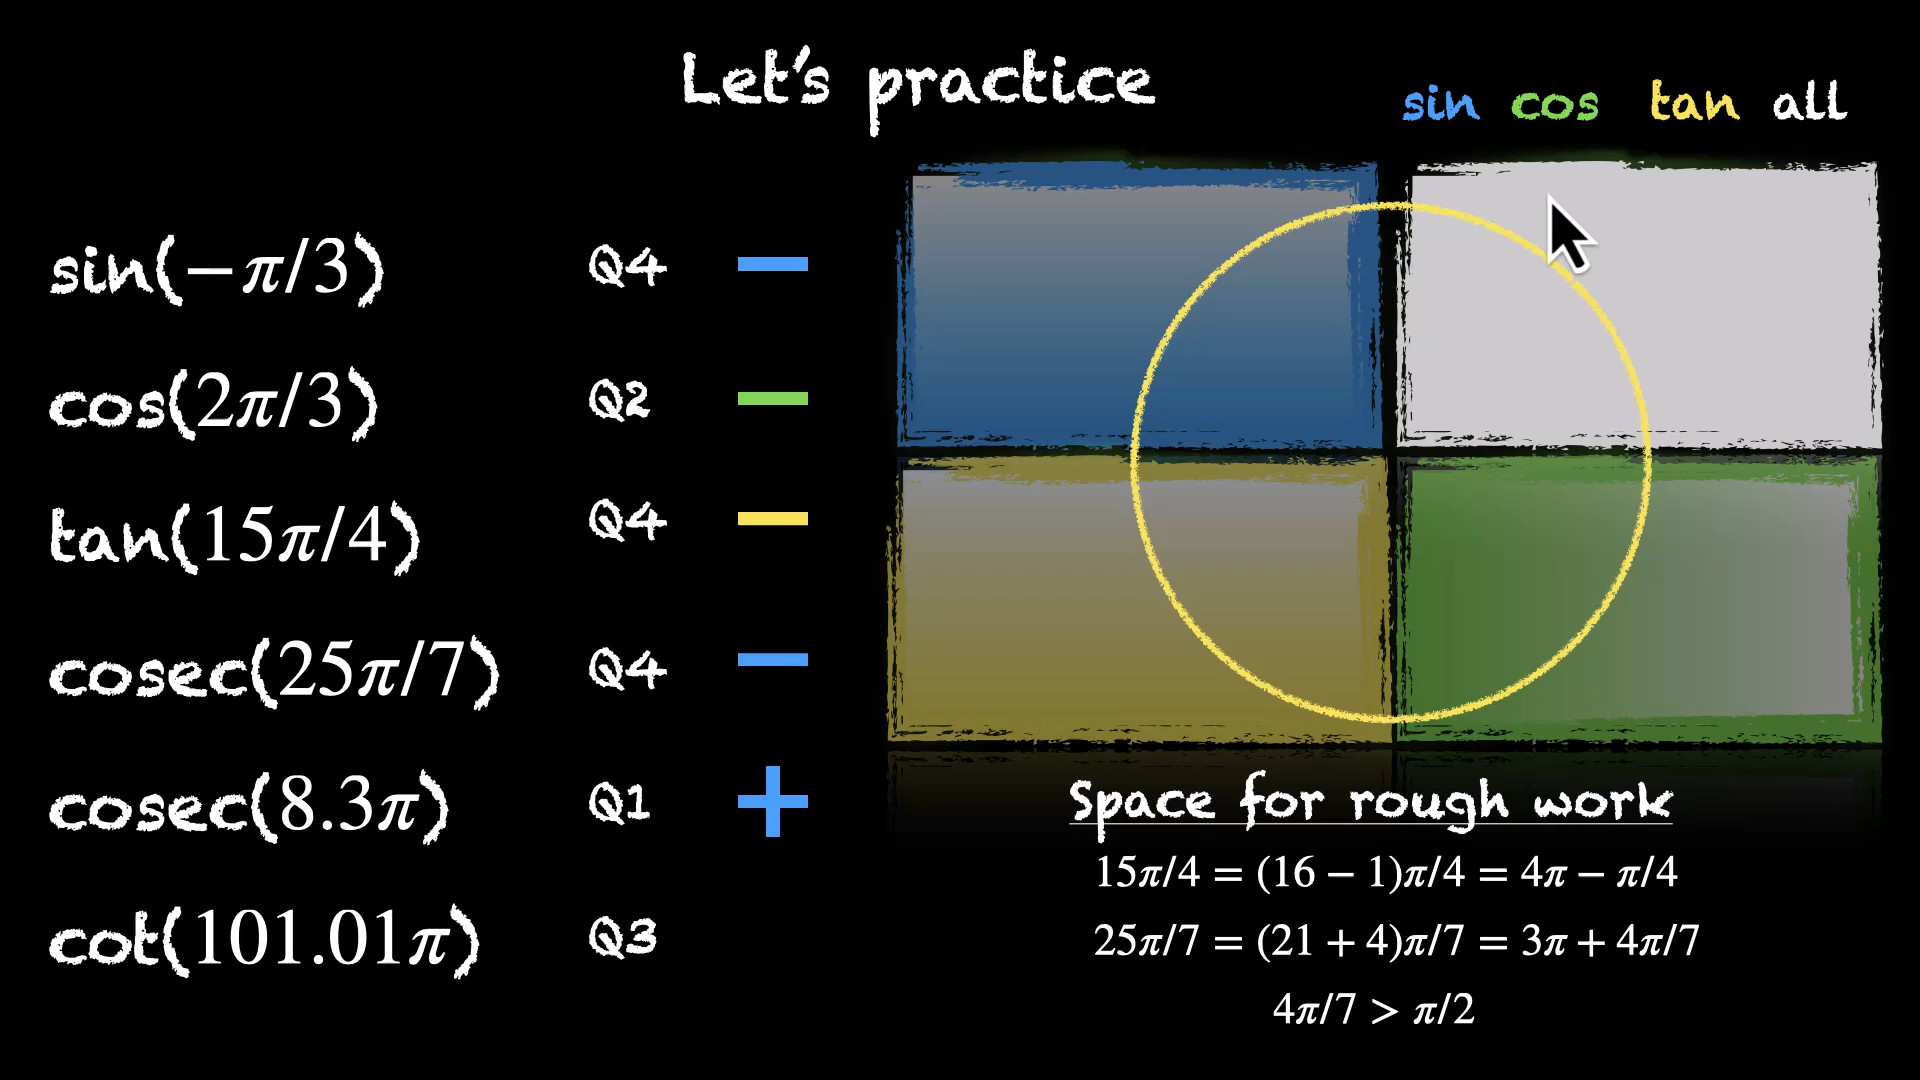 Let's practice
sin cos tan all
sin(−π/3) Q4 −
cos(2π/3) Q2 −
tan(15π/4) Q4 −
cosec(25π/7) Q4 −
cosec(8.3π) Q1 +
cot(101.01π) Q3
Space for rough work
15π/4 = (16 − 1)π/4 = 4π − π/4
25π/7 = (21 + 4)π/7 = 3π + 4π/7
4π/7 > π/2